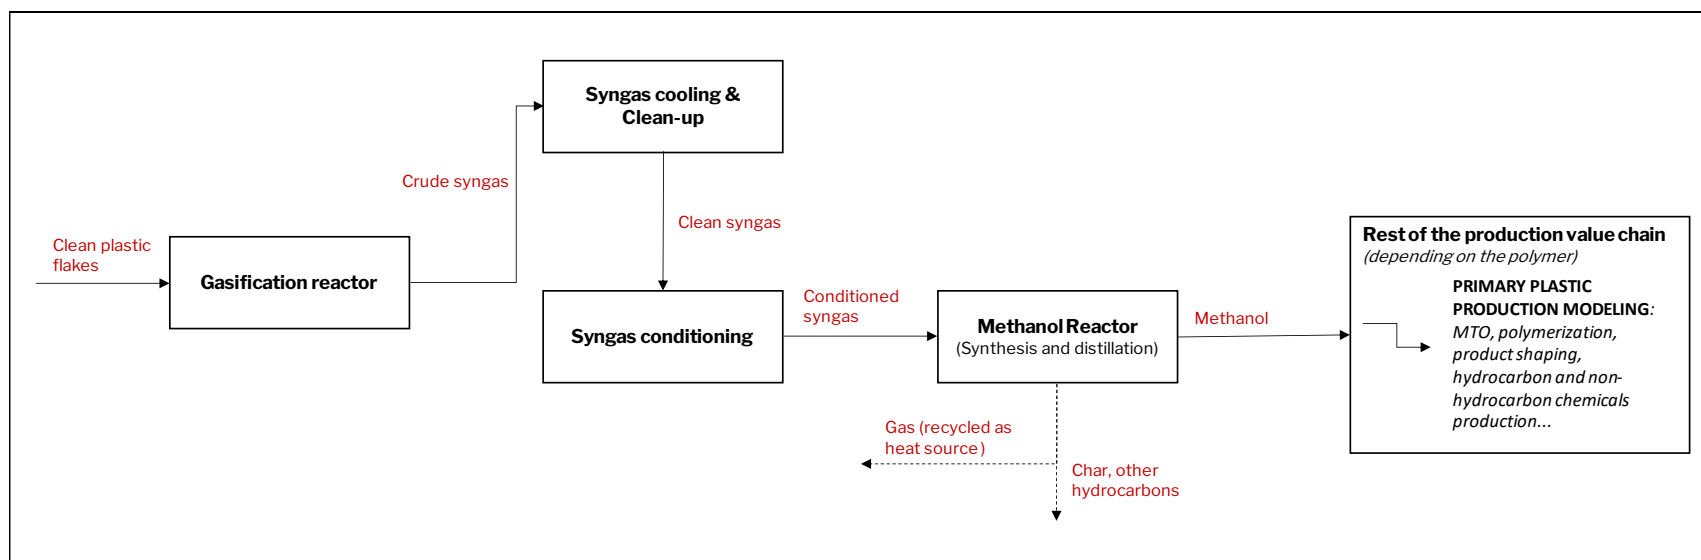 Clean plastic
flakes
Gasification reactor
Crude syngas
Syngas cooling &
Clean-up
Clean syngas
Syngas conditioning
Conditioned
syngas
Methanol Reactor
(Synthesis and distillation)
Gas (recycled as
heat source)
Char, other
hydrocarbons
Methanol
Rest of the production value chain
(depending on the polymer)
PRIMARY PLASTIC
PRODUCTION MODELING:
MTO, polymerization,
product shaping,
hydrocarbon and non-
hydrocarbon chemicals
production...